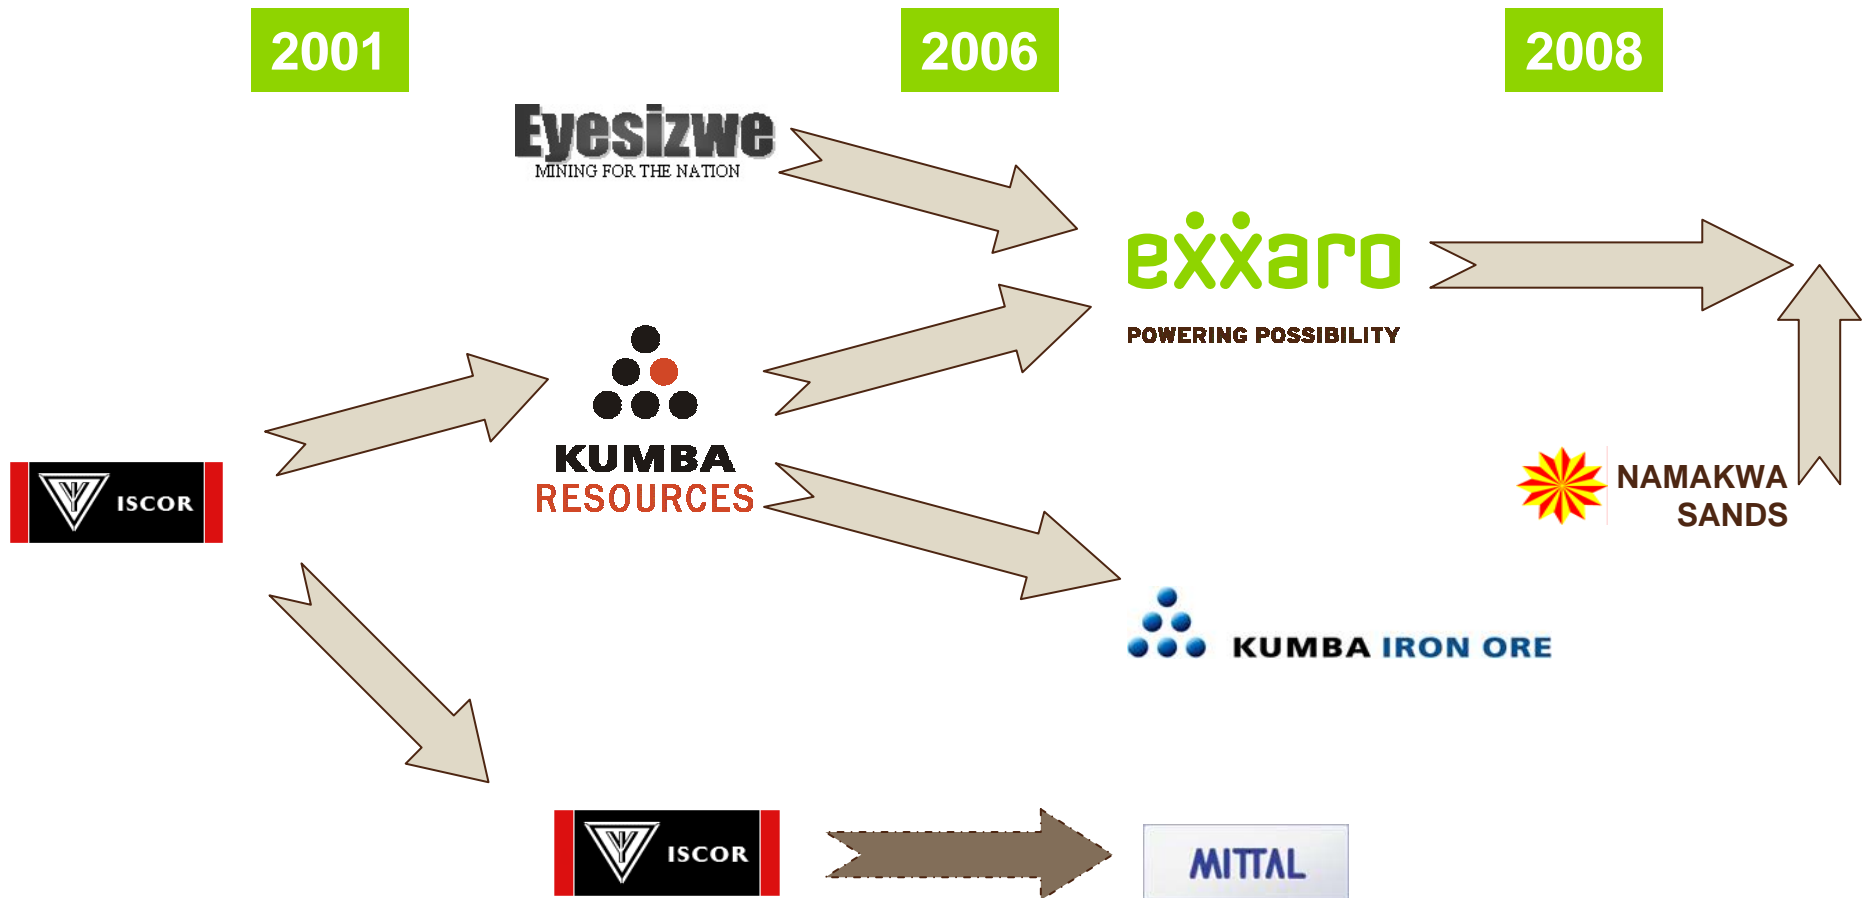 2001
2006
2008
Eyesizwe
MINING FOR THE NATION
exxaro
POWERING POSSIBILITY
KUMBA
RESOURCES
ISCOR
NAMAKWA
SANDS
KUMBA IRON ORE
ISCOR
MITTAL